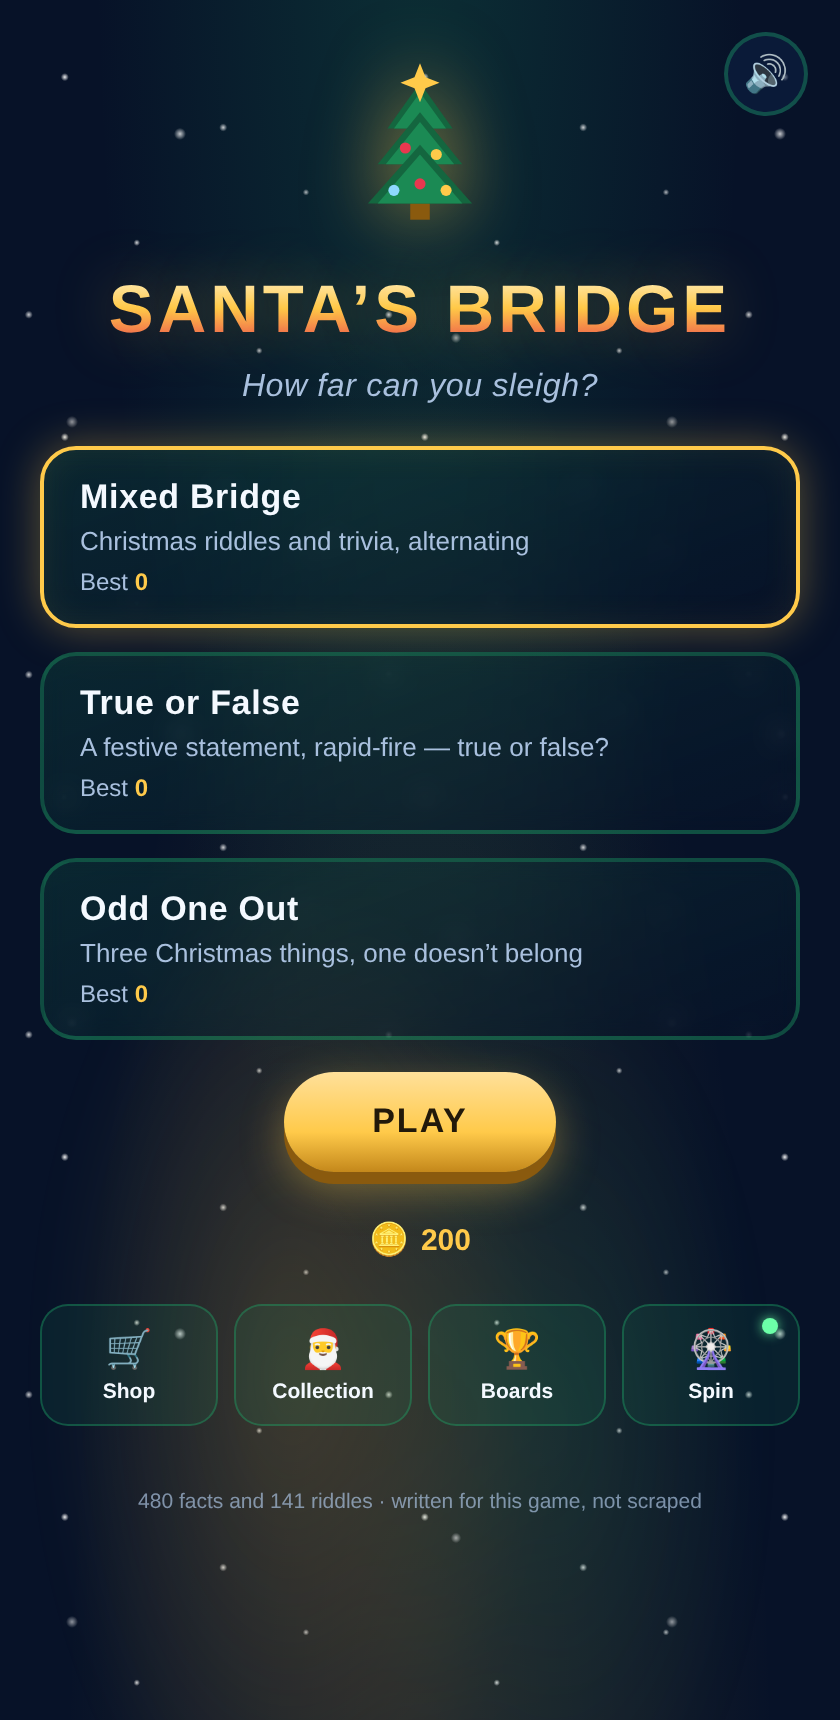 SANTA’S BRIDGE
How far can you sleigh?
Mixed Bridge
Christmas riddles and trivia, alternating
Best 0
True or False
A festive statement, rapid-fire — true or false?
Best 0
Odd One Out
Three Christmas things, one doesn’t belong
Best 0
PLAY
200
Shop
Collection
Boards
Spin
480 facts and 141 riddles · written for this game, not scraped